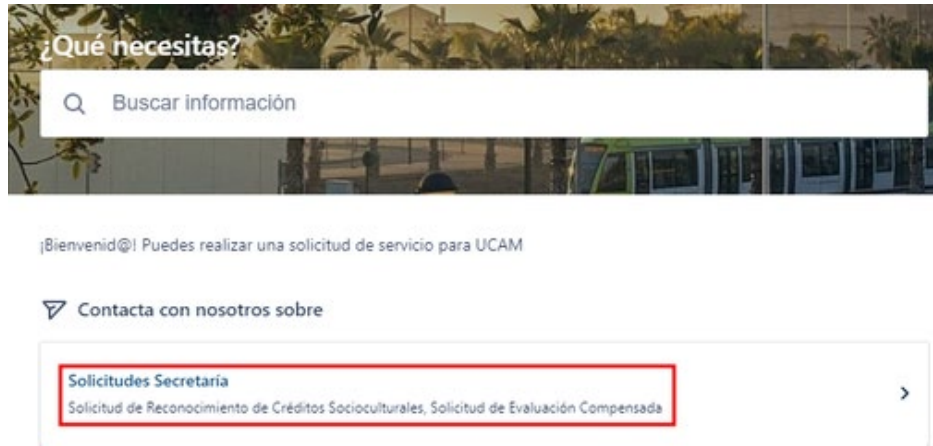 ¿Qué necesitas?
Buscar información
¡Bienvenid@! Puedes realizar una solicitud de servicio para UCAM
Contacta con nosotros sobre
Solicitudes Secretaría
Solicitud de Reconocimiento de Créditos Socioculturales, Solicitud de Evaluación Compensada